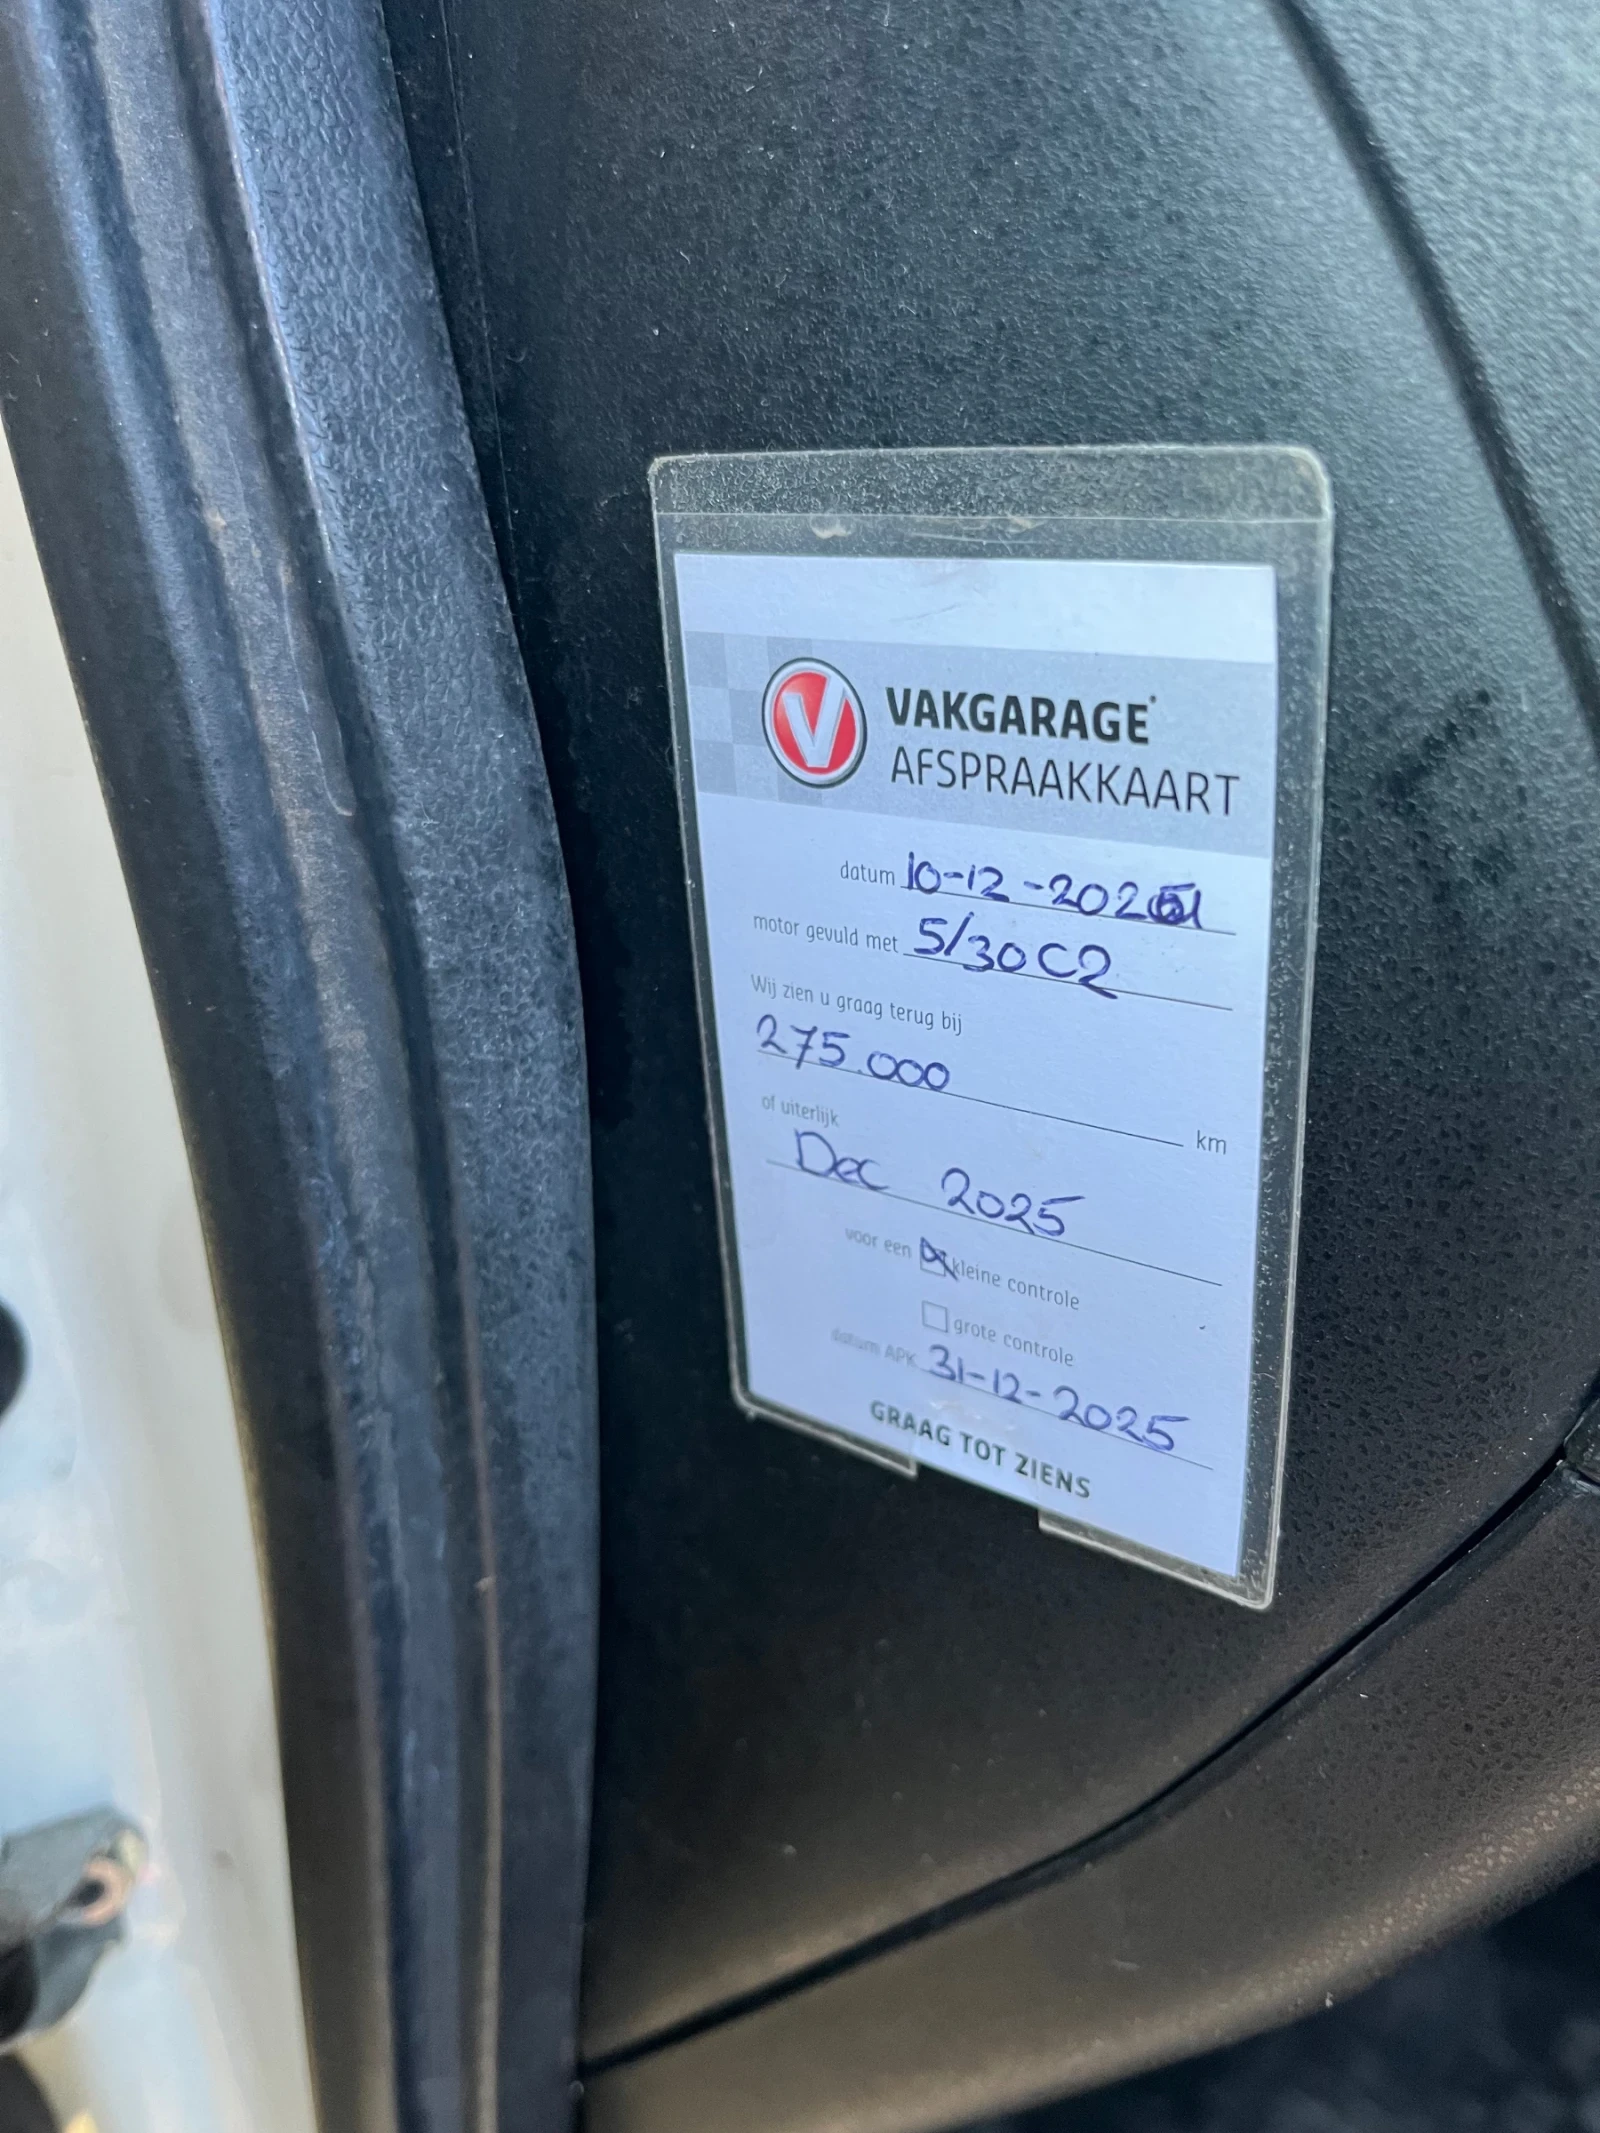 VAKGARAGE
AFSPRAAKKAART
datum 10-12-202
motor gevuld met 5/30 C2
Wij zien u graag terug bij
275.000 km
of uiterlijk
Dec 2025
voor een kleine controle
grote controle
datum APK 31-12-2025
GRAAG TOT ZIENS